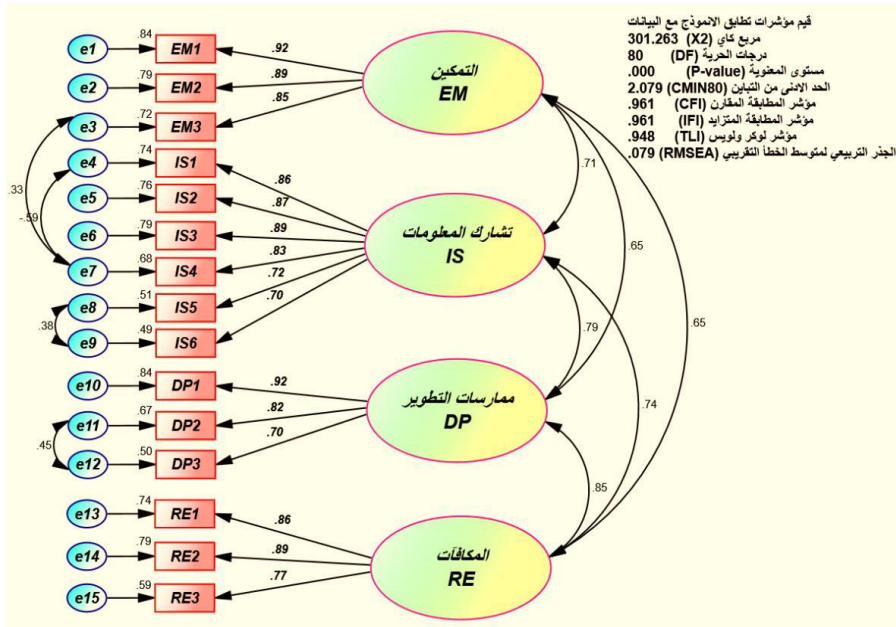 قيم مؤشرات تطابق الانموذج مع البيانات
مربع كاي (X2) 301.263
درجات الحرية (DF) 80
مستوى المعنوية (P-value) .000
الحد الادنى من التباين (CMIN80) 2.079
مؤشر المطابقة المقارن (CFI) .961
مؤشر المطابقة المتزايد (IFI) .961
مؤشر لوكر ولويس (TLI) .948
الجذر التربيعي لمتوسط الخطأ التقريبي (RMSEA) .079
e1 .84 EM1 .92
e2 .79 EM2 .89
e3 .72 EM3 .85
التمكين
EM
e4 .74 IS1 .86
e5 .76 IS2 .87
e6 .79 IS3 .89
e7 .68 IS4 .83
e8 .51 IS5 .72
e9 .49 IS6 .70
تشارك المعلومات
IS
.33
-.59
.38
e10 .84 DP1 .92
e11 .67 DP2 .82
e12 .50 DP3 .70
ممارسات التطوير
DP
.45
e13 .74 RE1 .86
e14 .79 RE2 .89
e15 .59 RE3 .77
المكافآت
RE
.71
.65
.65
.79
.74
.85